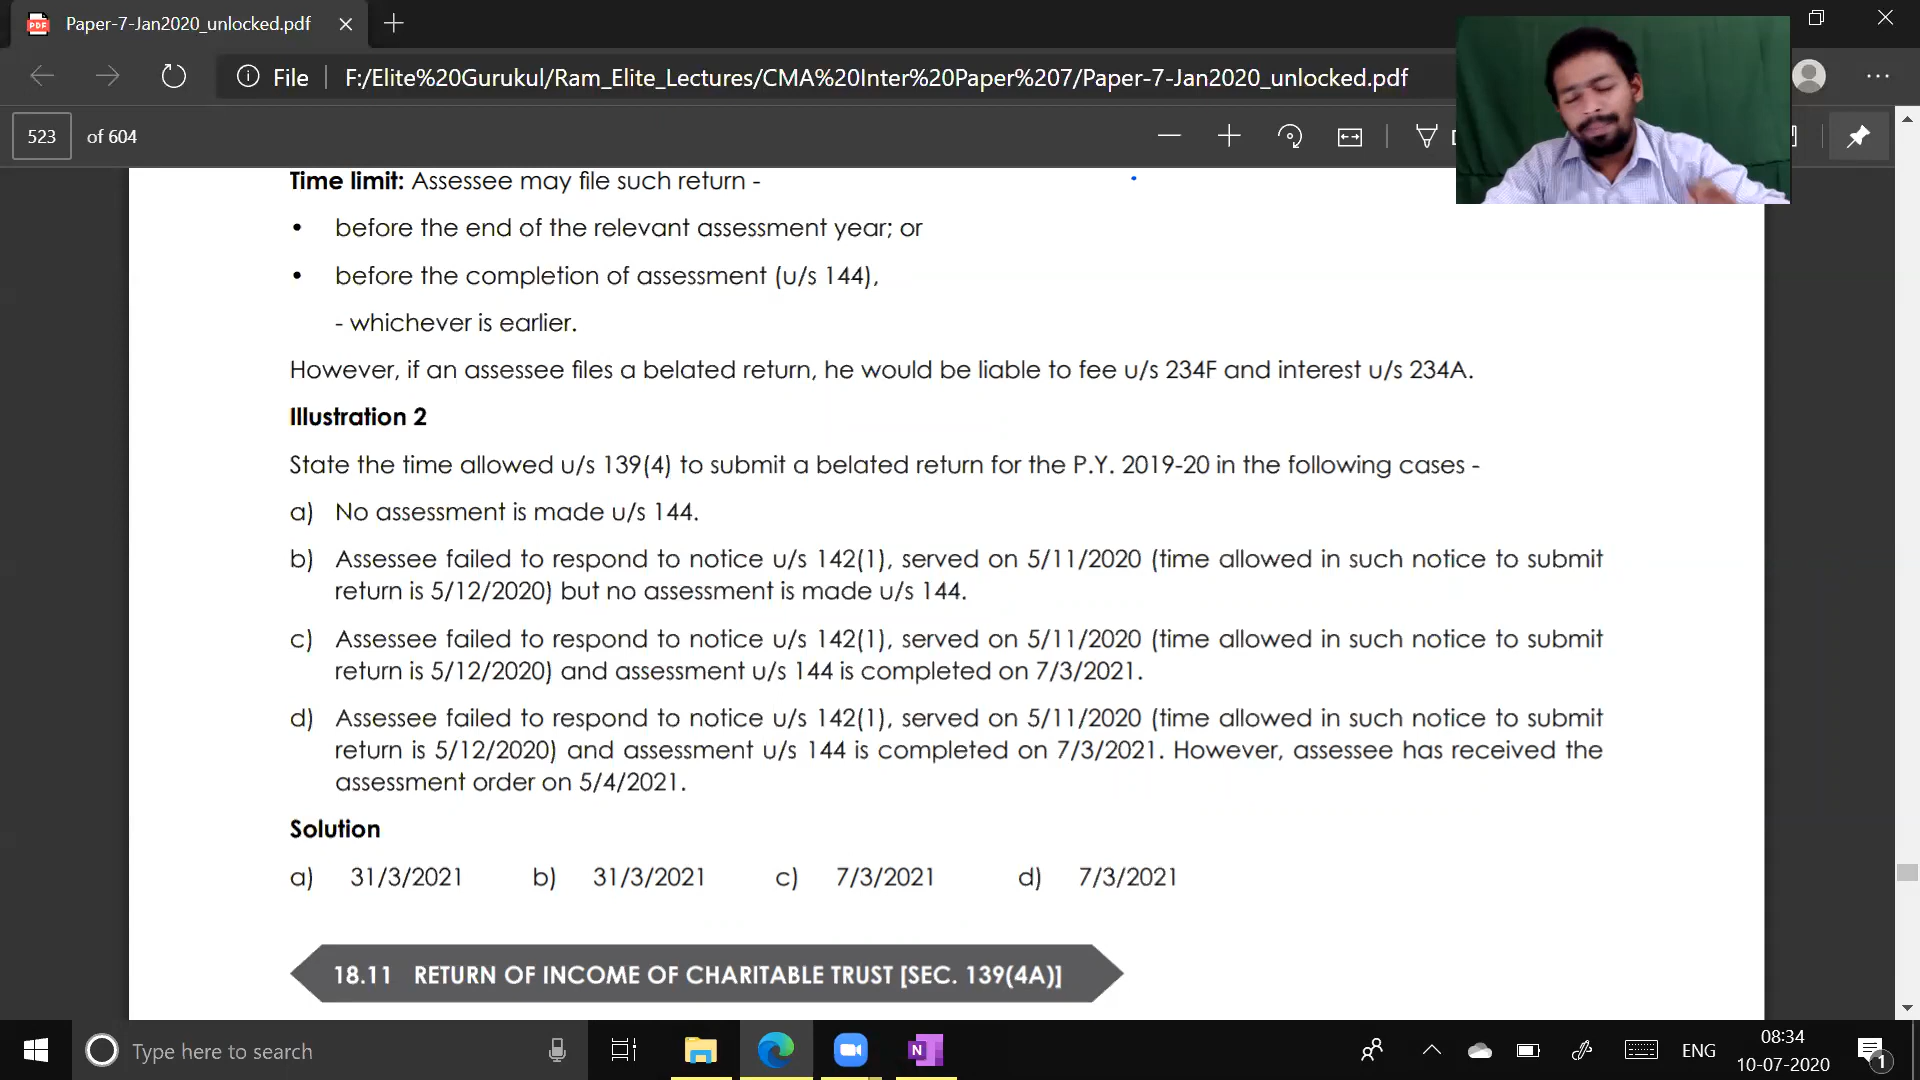 Paper-7-Jan2020_unlocked.pdf
File
F:/Elite%20Gurukul/Ram_Elite_Lectures/CMA%20Inter%20Paper%207/Paper-7-Jan2020_unlocked.pdf
523 of 604
Time limit: Assessee may file such return -
• before the end of the relevant assessment year; or
• before the completion of assessment (u/s 144),
- whichever is earlier.
However, if an assessee files a belated return, he would be liable to fee u/s 234F and interest u/s 234A.
Illustration 2
State the time allowed u/s 139(4) to submit a belated return for the P.Y. 2019-20 in the following cases -
a) No assessment is made u/s 144.
b) Assessee failed to respond to notice u/s 142(1), served on 5/11/2020 (time allowed in such notice to submit
return is 5/12/2020) but no assessment is made u/s 144.
c) Assessee failed to respond to notice u/s 142(1), served on 5/11/2020 (time allowed in such notice to submit
return is 5/12/2020) and assessment u/s 144 is completed on 7/3/2021.
d) Assessee failed to respond to notice u/s 142(1), served on 5/11/2020 (time allowed in such notice to submit
return is 5/12/2020) and assessment u/s 144 is completed on 7/3/2021. However, assessee has received the
assessment order on 5/4/2021.
Solution
a) 31/3/2021 b) 31/3/2021 c) 7/3/2021 d) 7/3/2021
18.11 RETURN OF INCOME OF CHARITABLE TRUST [SEC. 139(4A)]
Type here to search
ENG
08:34
10-07-2020
1